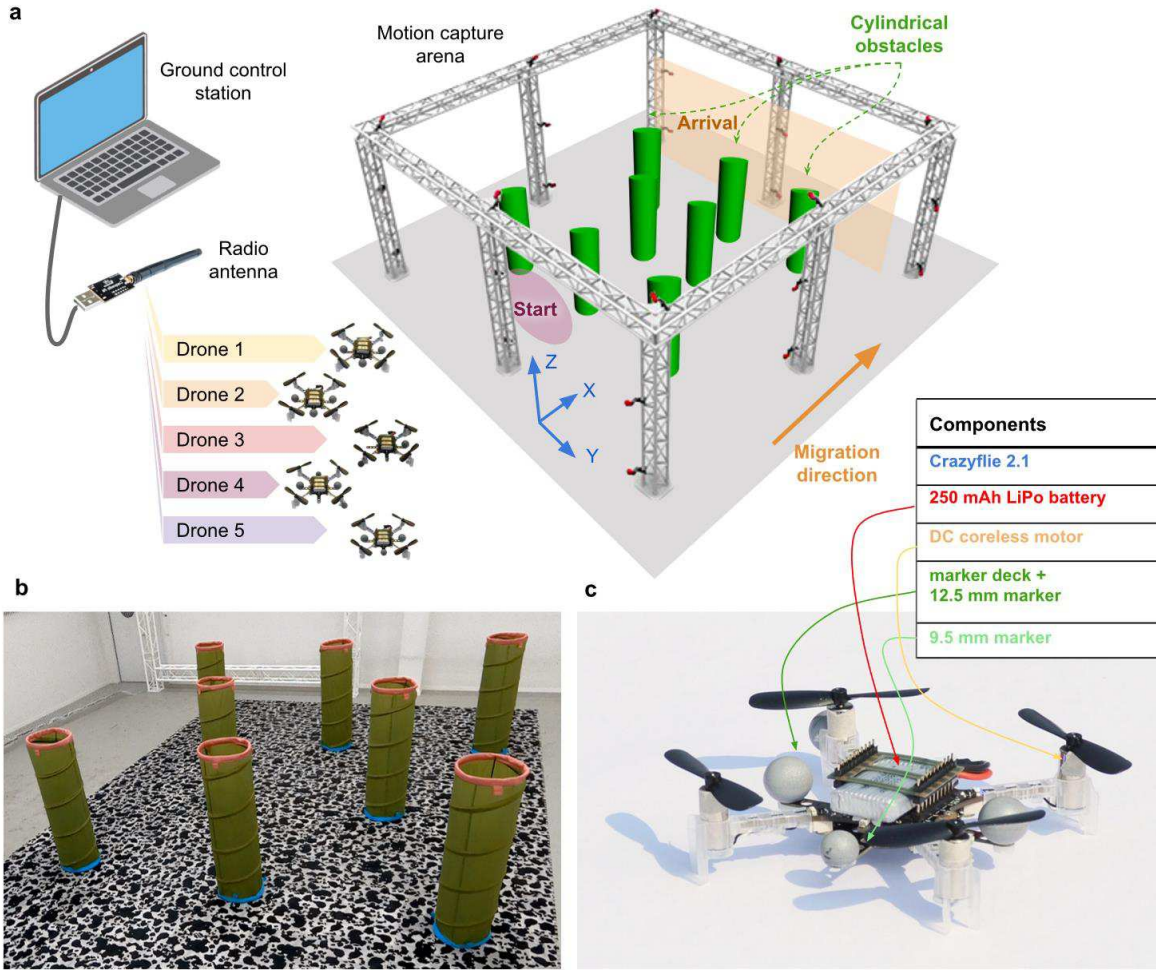 a
Motion capture
arena
Cylindrical
obstacles
Ground control
station
Arrival
Radio
antenna
Start
Drone 1
Drone 2
Drone 3
Drone 4
Drone 5
Z
X
Y
Migration
direction
Components
Crazyflie 2.1
250 mAh LiPo battery
DC coreless motor
marker deck +
12.5 mm marker
9.5 mm marker
b
c